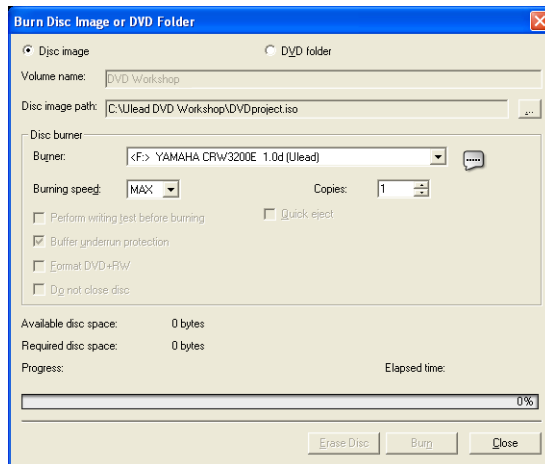 Burn Disc Image or DVD Folder
Disc image DVD folder
Volume name: DVD Workshop
Disc image path: C:\Ulead DVD Workshop\DVDproject.iso ...
Disc burner
Burner: <F:> YAMAHA CRW3200E 1.0d (Ulead)
Burning speed: MAX Copies: 1
Perform writing test before burning Quick eject
Buffer underrun protection
Format DVD+RW
Do not close disc
Available disc space: 0 bytes
Required disc space: 0 bytes
Progress: Elapsed time:
0%
Erase Disc Burn Close